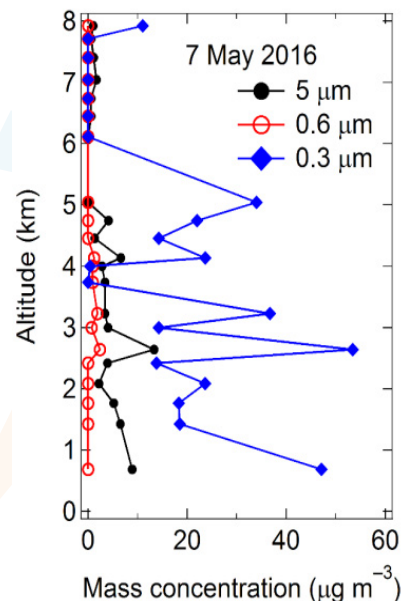 8
7 May 2016
5 μm
7
0.6 μm
0.3 μm
6
5
4
3
2
1
0
Altitude (km)
0 20 40 60
Mass concentration (μg m⁻³)